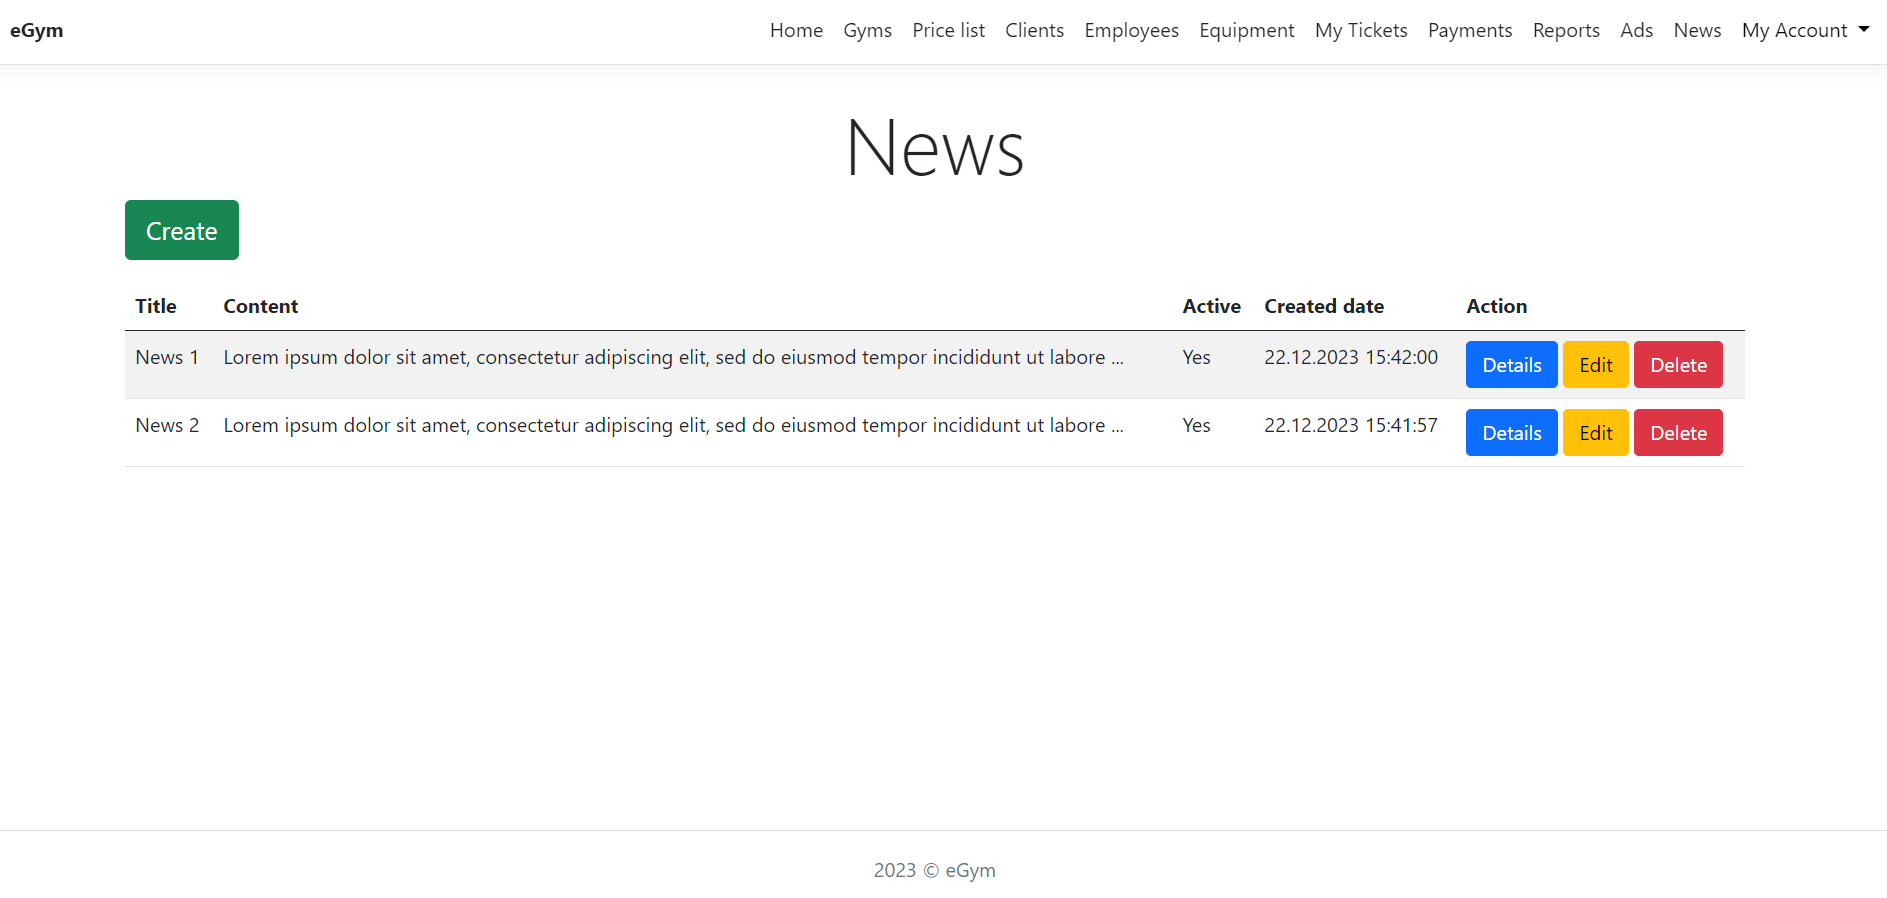 eGym Home Gyms Price list Clients Employees Equipment My Tickets Payments Reports Ads News My Account
News
Create
Title Content Active Created date Action
News 1 Lorem ipsum dolor sit amet, consectetur adipiscing elit, sed do eiusmod tempor incididunt ut labore ... Yes 22.12.2023 15:42:00 Details Edit Delete
News 2 Lorem ipsum dolor sit amet, consectetur adipiscing elit, sed do eiusmod tempor incididunt ut labore ... Yes 22.12.2023 15:41:57 Details Edit Delete
2023 © eGym